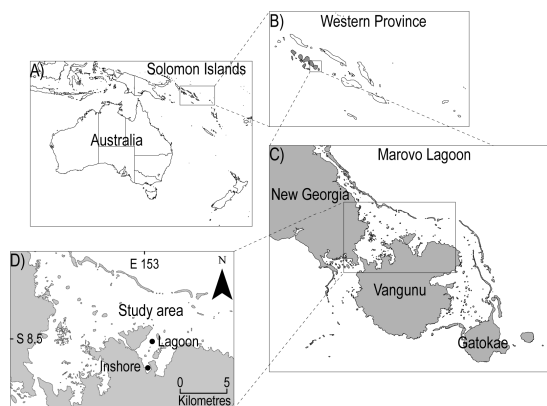 A)
Solomon Islands
Australia
B)
Western Province
C)
Marovo Lagoon
New Georgia
Vangunu
Gatokae
D)
E 153
N
Study area
S 8.5
Lagoon
Inshore
0 5
Kilometres